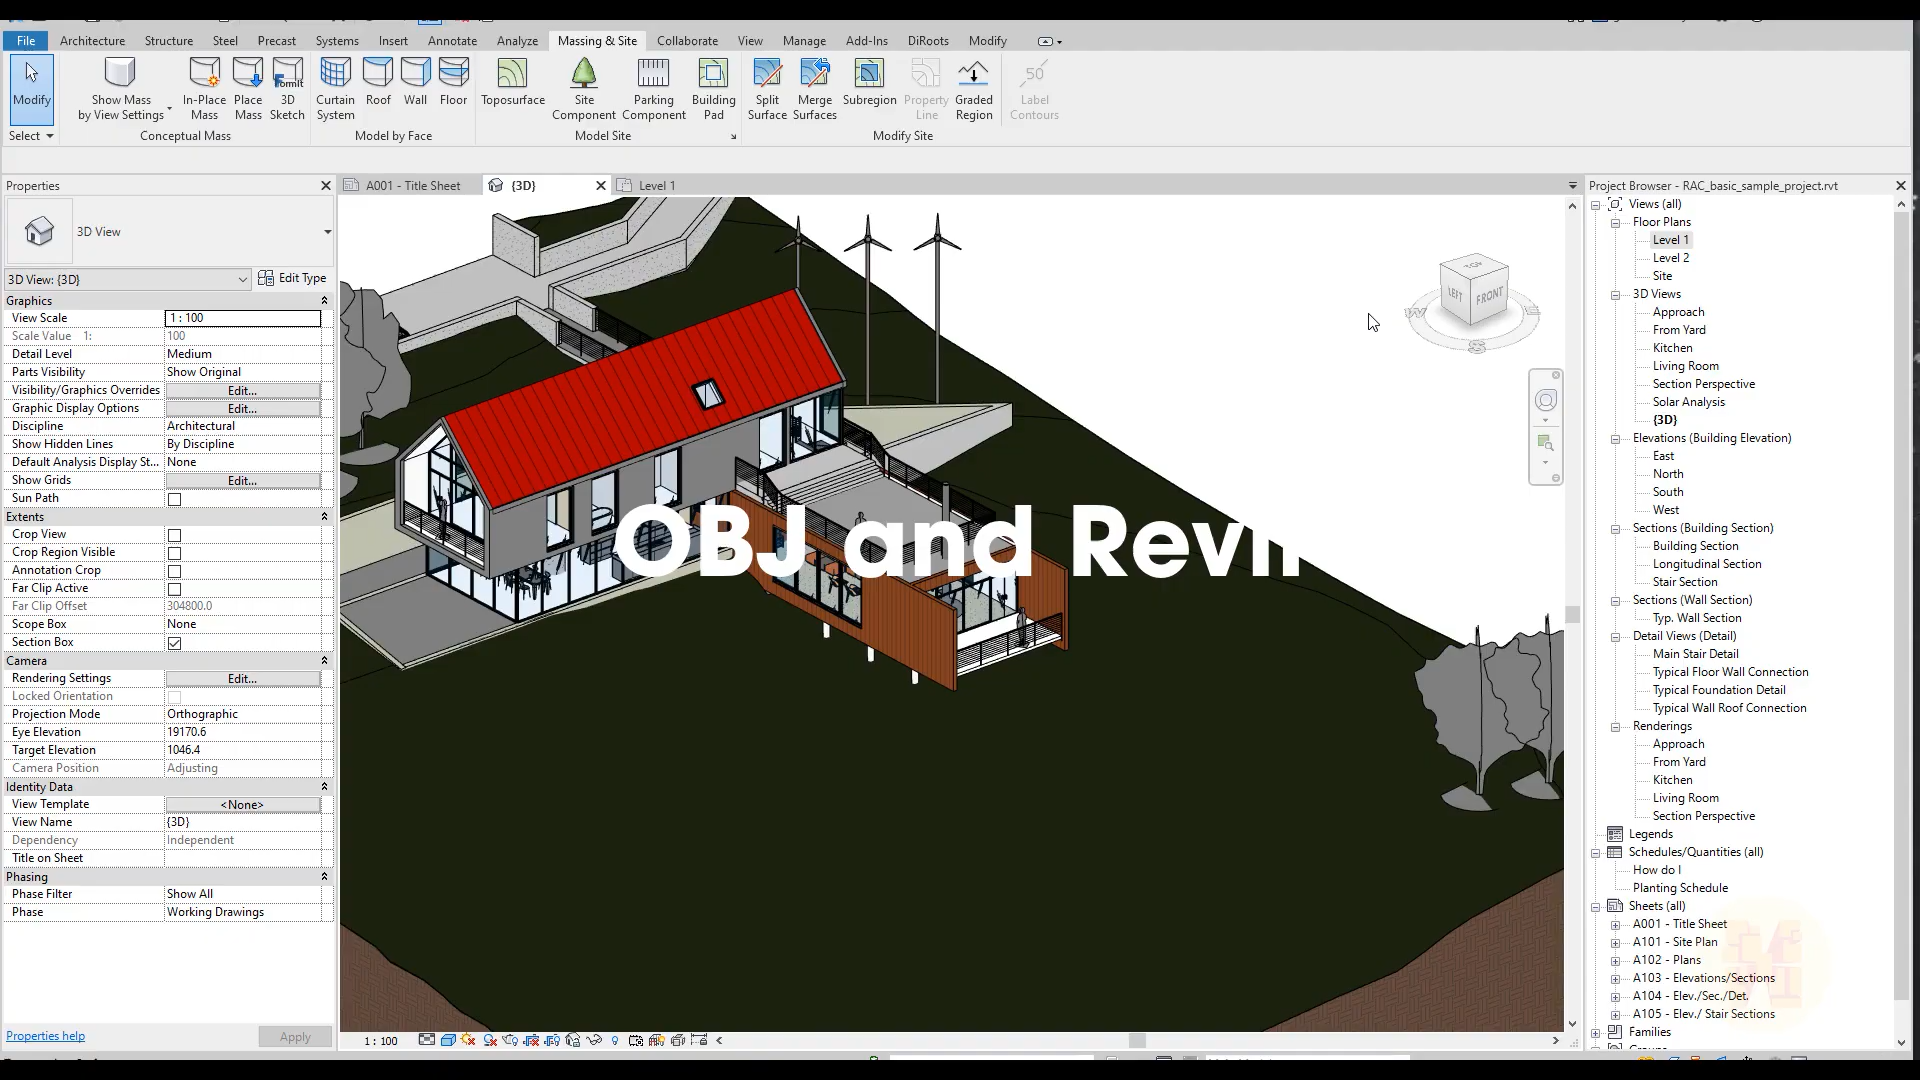 File Architecture Structure Steel Precast Systems Insert Annotate Analyze Massing & Site Collaborate View Manage Add-Ins DiRoots Modify
Modify
Select
Show Mass
by View Settings
In-Place
Mass
Place
Mass
FormIt
3D
Sketch
Conceptual Mass
Curtain
System
Roof
Wall
Floor
Model by Face
Toposurface
Site
Component
Parking
Component
Building
Pad
Model Site
Split
Surface
Merge
Surfaces
Subregion
Property
Line
Graded
Region
50
Label
Contours
Modify Site
Properties
3D View
3D View: {3D}
Edit Type
Graphics
View Scale 1 : 100
Scale Value 1: 100
Detail Level Medium
Parts Visibility Show Original
Visibility/Graphics Overrides Edit...
Graphic Display Options Edit...
Discipline Architectural
Show Hidden Lines By Discipline
Default Analysis Display St... None
Show Grids Edit...
Sun Path
Extents
Crop View
Crop Region Visible
Annotation Crop
Far Clip Active
Far Clip Offset 304800.0
Scope Box None
Section Box
Camera
Rendering Settings Edit...
Locked Orientation
Projection Mode Orthographic
Eye Elevation 19170.6
Target Elevation 1046.4
Camera Position Adjusting
Identity Data
View Template <None>
View Name {3D}
Dependency Independent
Title on Sheet
Phasing
Phase Filter Show All
Phase Working Drawings
Properties help
Apply
A001 - Title Sheet
{3D}
Level 1
TOP
LEFT
FRONT
W
S
E
OBJ and Revi
1 : 100
Project Browser - RAC_basic_sample_project.rvt
Views (all)
Floor Plans
Level 1
Level 2
Site
3D Views
Approach
From Yard
Kitchen
Living Room
Section Perspective
Solar Analysis
{3D}
Elevations (Building Elevation)
East
North
South
West
Sections (Building Section)
Building Section
Longitudinal Section
Stair Section
Sections (Wall Section)
Typ. Wall Section
Detail Views (Detail)
Main Stair Detail
Typical Floor Wall Connection
Typical Foundation Detail
Typical Wall Roof Connection
Renderings
Approach
From Yard
Kitchen
Living Room
Section Perspective
Legends
Schedules/Quantities (all)
How do I
Planting Schedule
Sheets (all)
A001 - Title Sheet
A101 - Site Plan
A102 - Plans
A103 - Elevations/Sections
A104 - Elev./Sec./Det.
A105 - Elev./ Stair Sections
Families